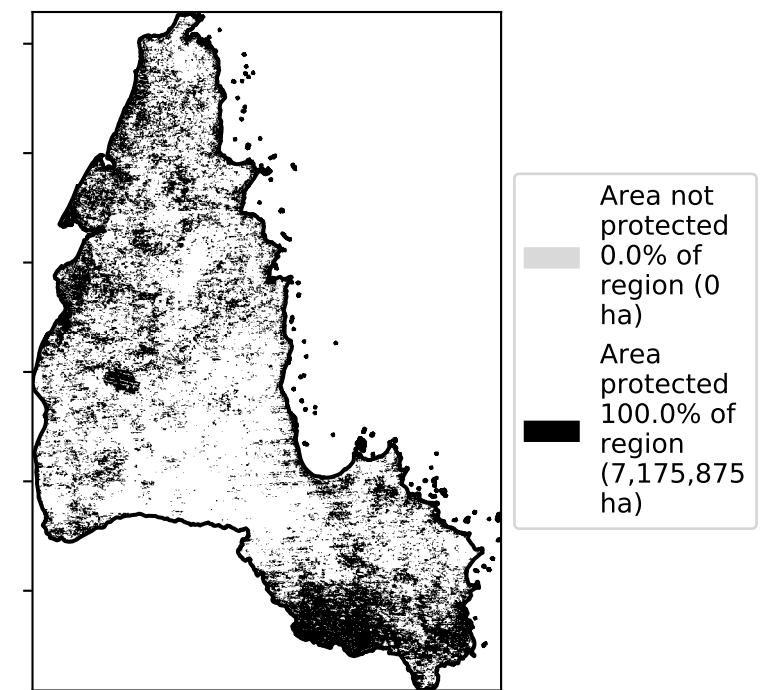 Area not
protected
0.0% of
region (0
ha)
Area
protected
100.0% of
region
(7,175,875
ha)